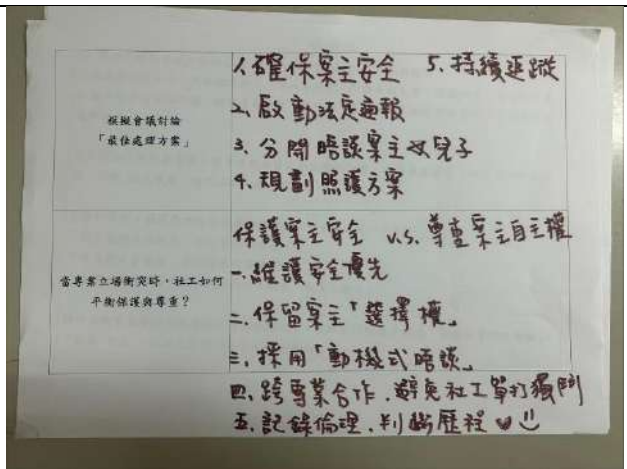 模擬會議討論
「最佳處理方案」
1.確保案主安全 5.持續追蹤
2.啟動法定通報
3.分開晤談案主及兒子
4.規劃照護方案
當專業立場衝突時,社工如何
平衡保護與尊重?
保護案主安全 v.s.尊重案主自主權
一.維護安全優先
二.保留案主「選擇權」
三.採用「動機式晤談」
四.跨專業合作.避免社工單打獨鬥
五.記錄倫理.判斷歷程